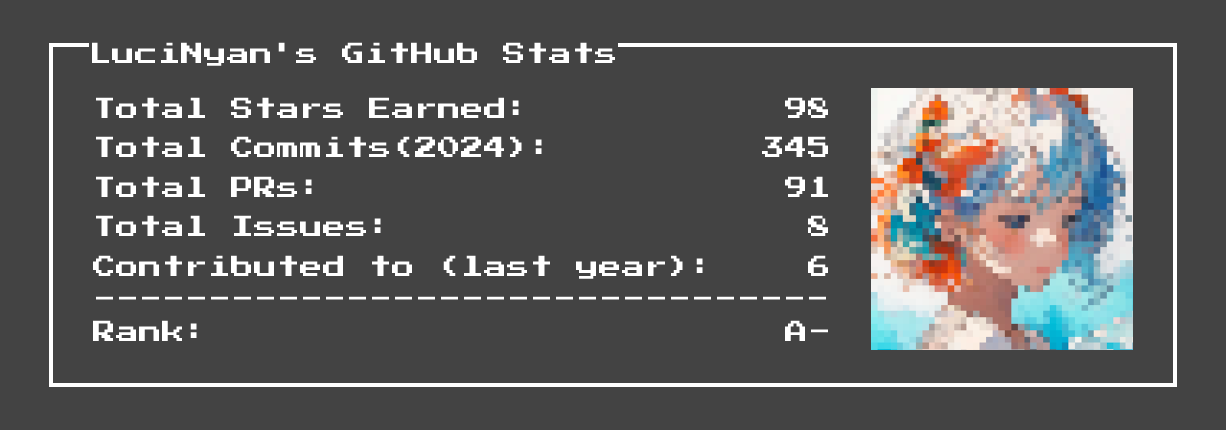 LuciNyan's GitHub Stats
Total Stars Earned: 98
Total Commits(2024): 345
Total PRs: 91
Total Issues: 8
Contributed to (last year): 6
--------------------------------
Rank: A-